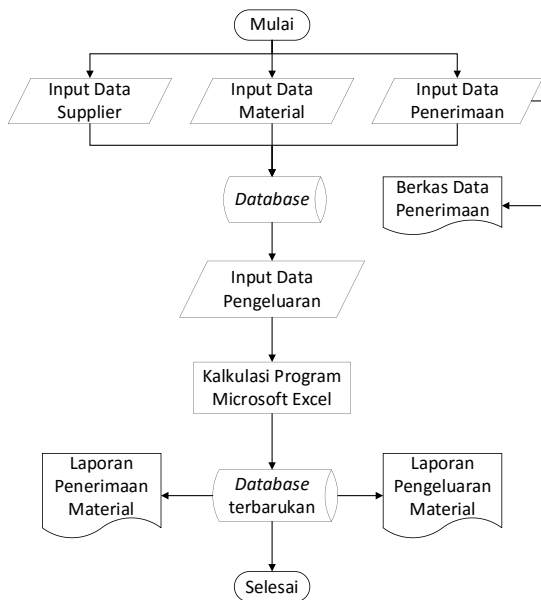 Mulai
Input Data
Supplier
Input Data
Material
Input Data
Penerimaan
Database
Berkas Data
Penerimaan
Input Data
Pengeluaran
Kalkulasi Program
Microsoft Excel
Laporan
Penerimaan
Material
Database
terbarukan
Laporan
Pengeluaran
Material
Selesai